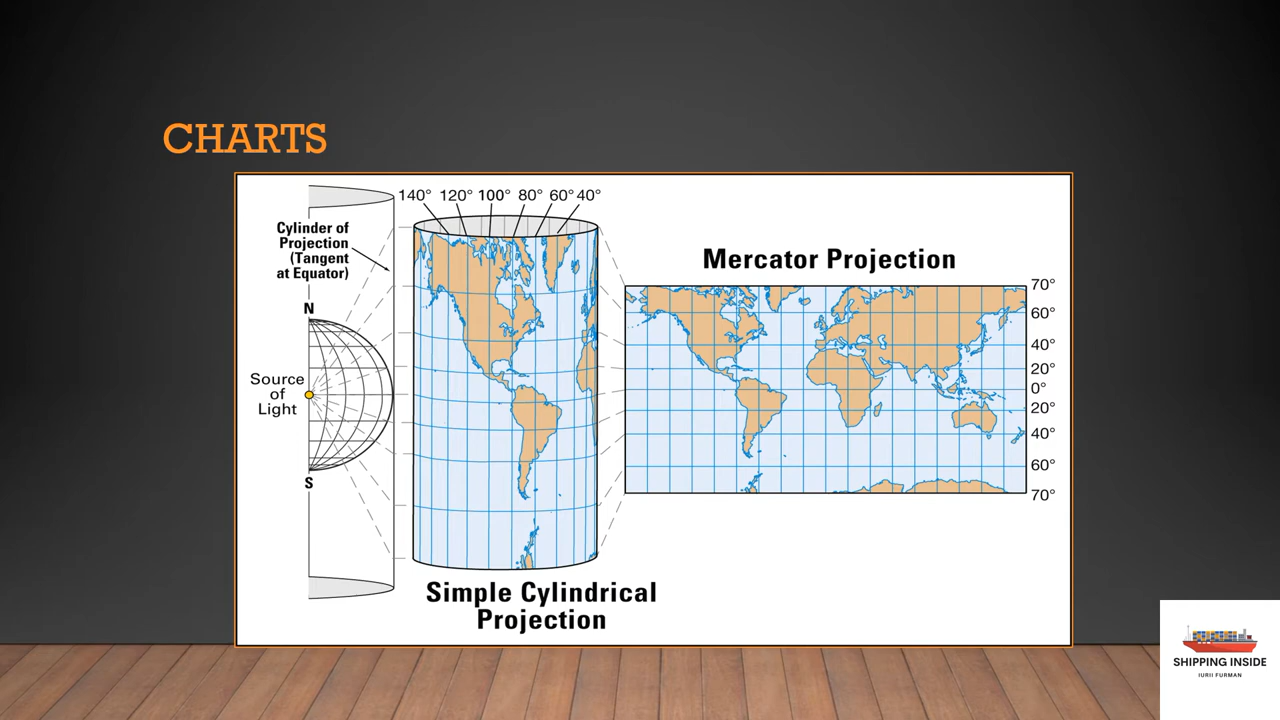 CHARTS
140° 120° 100° 80° 60° 40°
Cylinder of
Projection
(Tangent
at Equator)
N
Source
of
Light
S
Simple Cylindrical
Projection
Mercator Projection
70°
60°
40°
20°
0°
20°
40°
60°
70°
SHIPPING INSIDE
IURII FURMAN